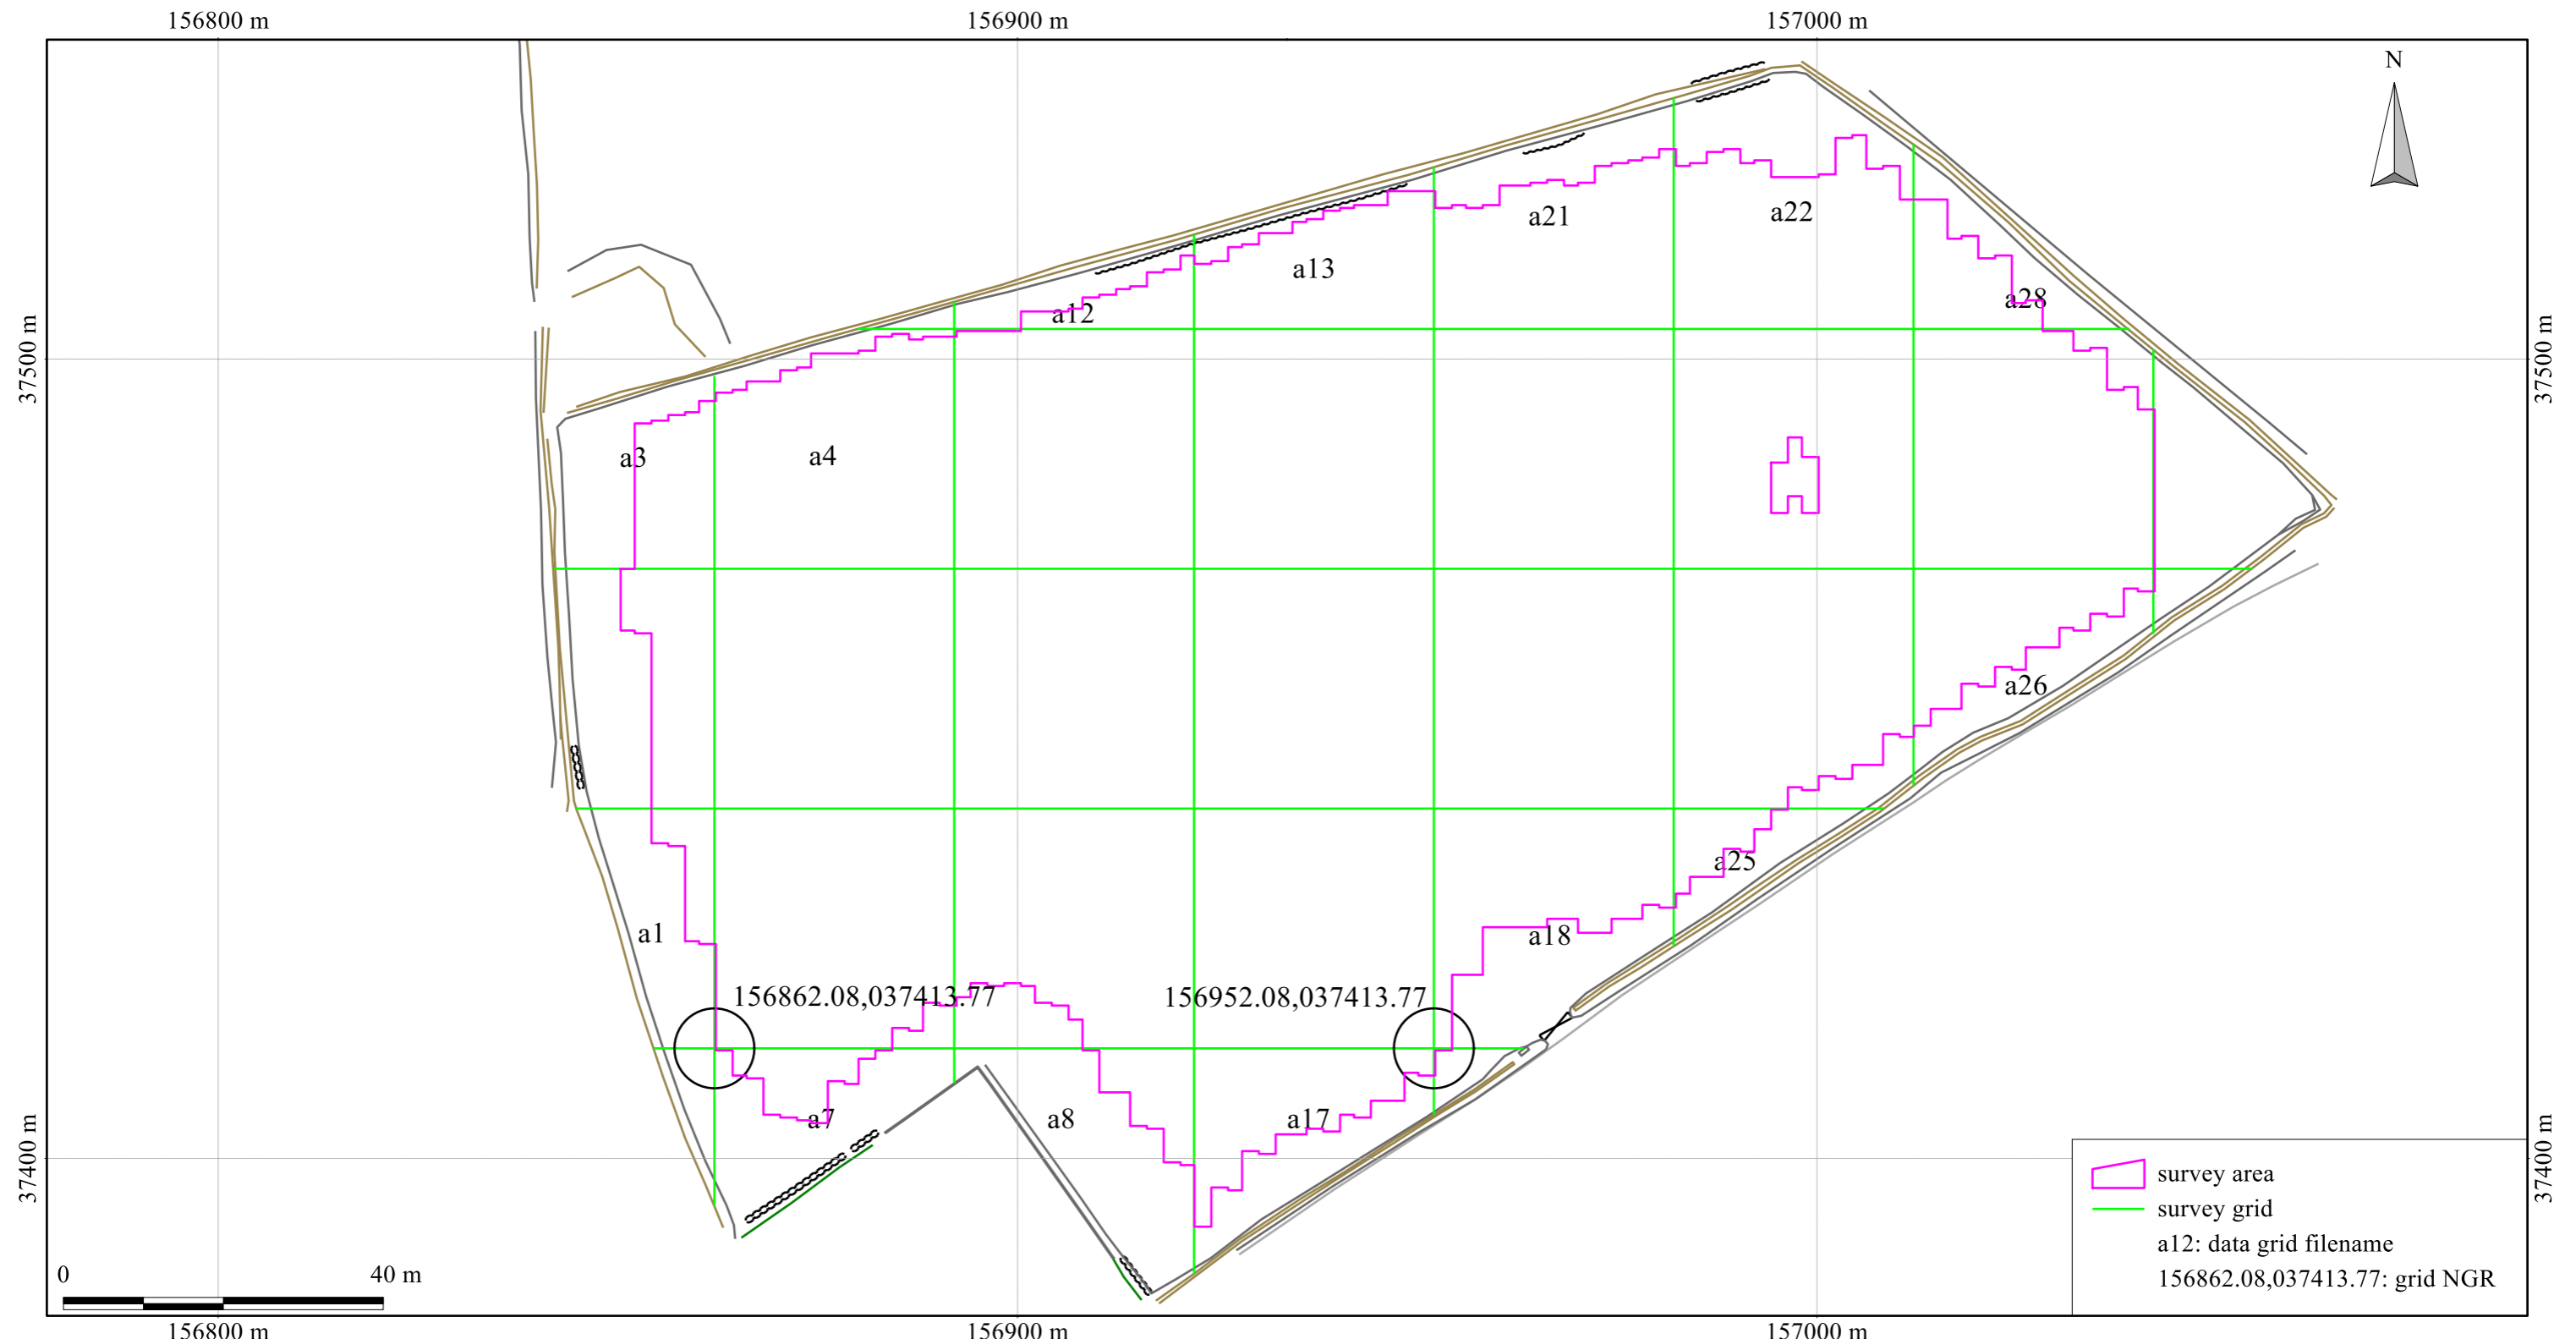 156800 m
156900 m
157000 m
N
a21
a22
a13
a28
a12
37500 m
37500 m
a3
a4
a26
a25
a1
a18
156862.08,037413.77
156952.08,037413.77
a7
a8
a17
37400 m
37400 m
survey area
survey grid
a12: data grid filename
156862.08,037413.77: grid NGR
0
40 m
156800 m
156900 m
157000 m